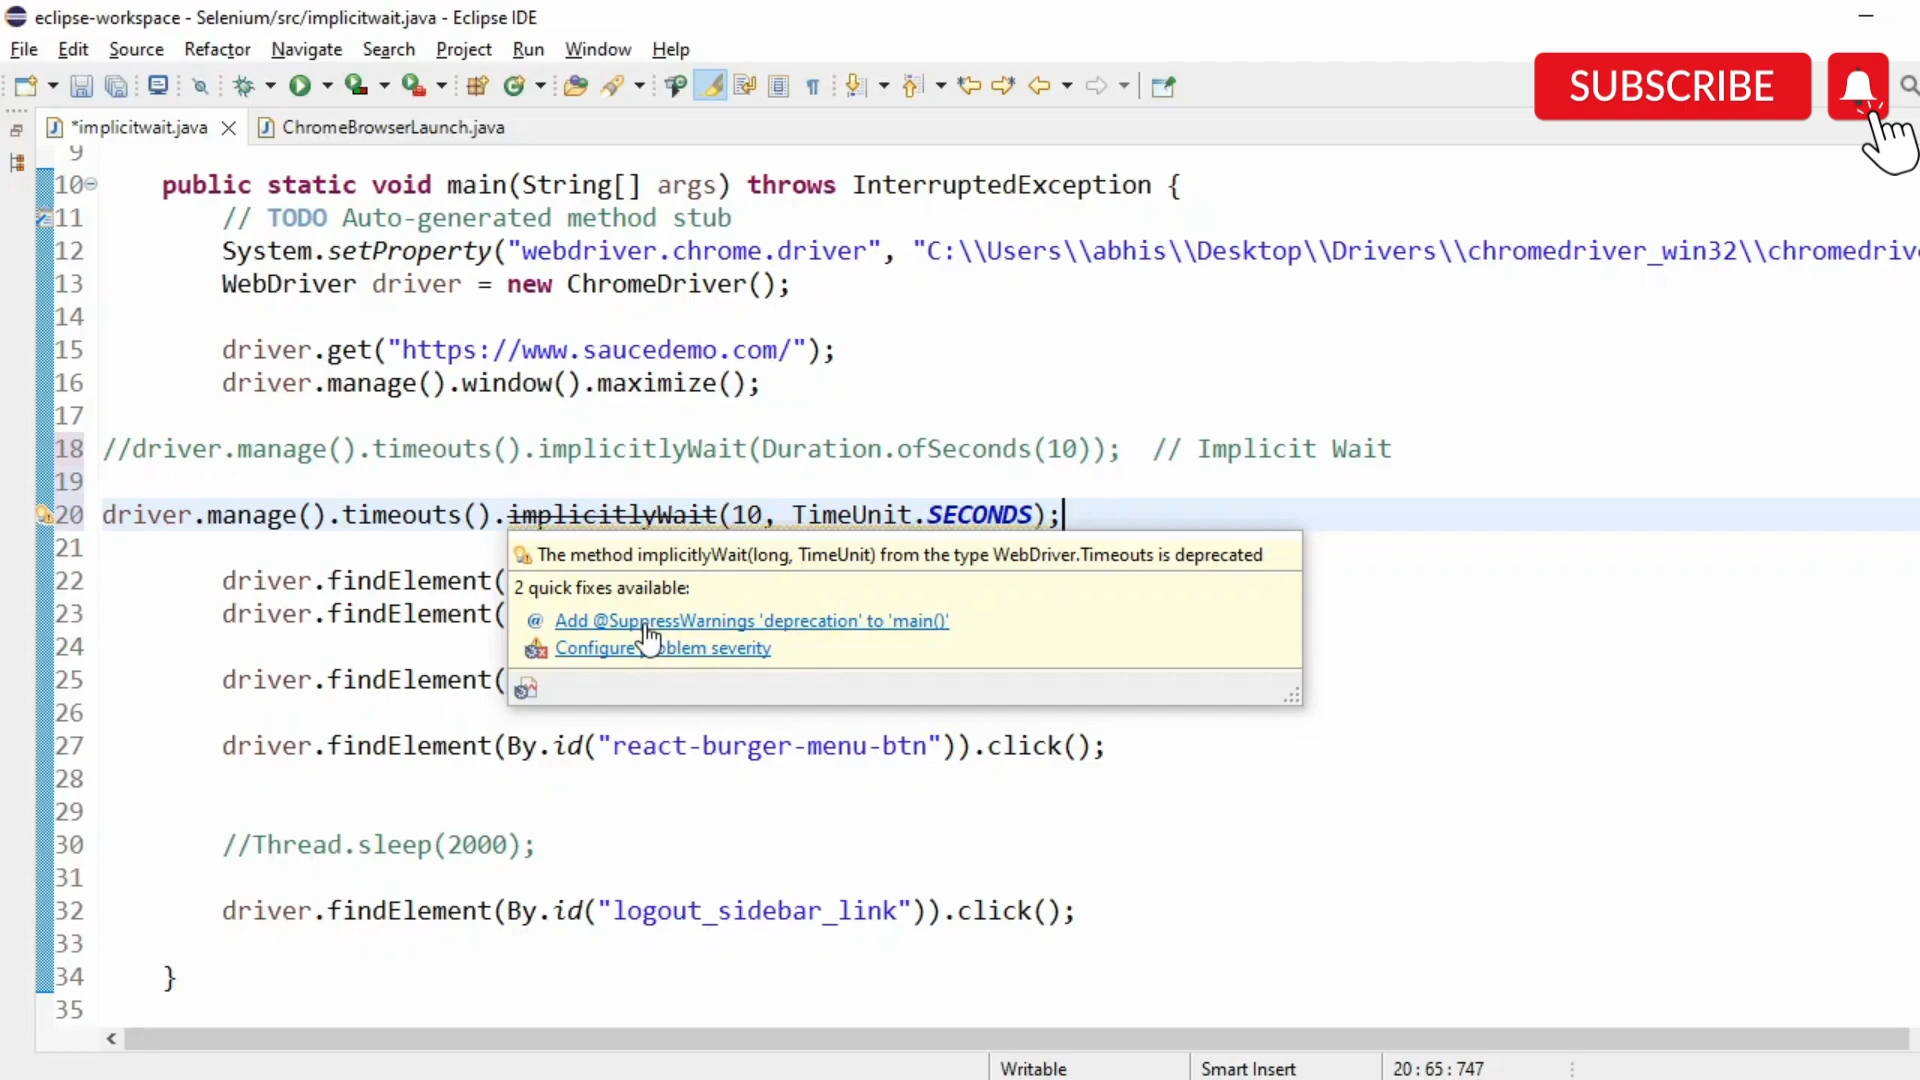 eclipse-workspace - Selenium/src/implicitwait.java - Eclipse IDE
File Edit Source Refactor Navigate Search Project Run Window Help
SUBSCRIBE
*implicitwait.java ChromeBrowserLaunch.java
9
10 public static void main(String[] args) throws InterruptedException {
11 // TODO Auto-generated method stub
12 System.setProperty("webdriver.chrome.driver", "C:\\Users\\abhis\\Desktop\\Drivers\\chromedriver_win32\\chromedrive
13 WebDriver driver = new ChromeDriver();
14
15 driver.get("https://www.saucedemo.com/");
16 driver.manage().window().maximize();
17
18 //driver.manage().timeouts().implicitlyWait(Duration.ofSeconds(10)); // Implicit Wait
19
20 driver.manage().timeouts().implicitlyWait(10, TimeUnit.SECONDS);
21
The method implicitlyWait(long, TimeUnit) from the type WebDriver.Timeouts is deprecated
2 quick fixes available:
@ Add @SuppressWarnings 'deprecation' to 'main()'
Configure problem severity
22 driver.findElement(
23 driver.findElement(
24
25 driver.findElement(
26
27 driver.findElement(By.id("react-burger-menu-btn")).click();
28
29
30 //Thread.sleep(2000);
31
32 driver.findElement(By.id("logout_sidebar_link")).click();
33
34 }
35
Writable Smart Insert 20 : 65 : 747